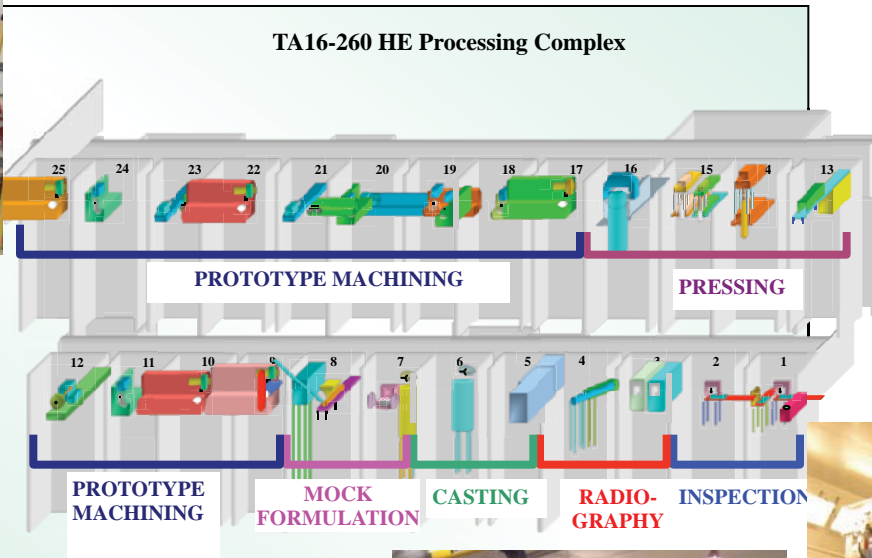 TA16-260 HE Processing Complex
25 24 23 22 21 20 19 18 17 16 15 4 13
PROTOTYPE MACHINING
PRESSING
12 11 10 9 8 7 6 5 4 3 2 1
PROTOTYPE
MACHINING
MOCK
FORMULATION
CASTING
RADIO-
GRAPHY
INSPECTION